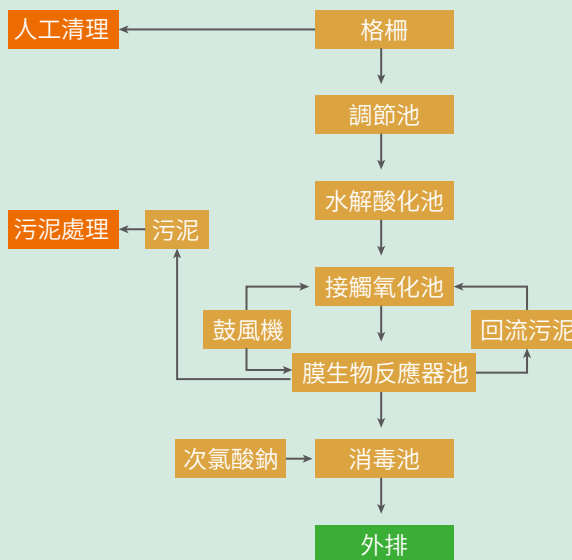 人工清理
格柵
調節池
水解酸化池
污泥處理
污泥
接觸氧化池
鼓風機
回流污泥
膜生物反應器池
次氯酸鈉
消毒池
外排